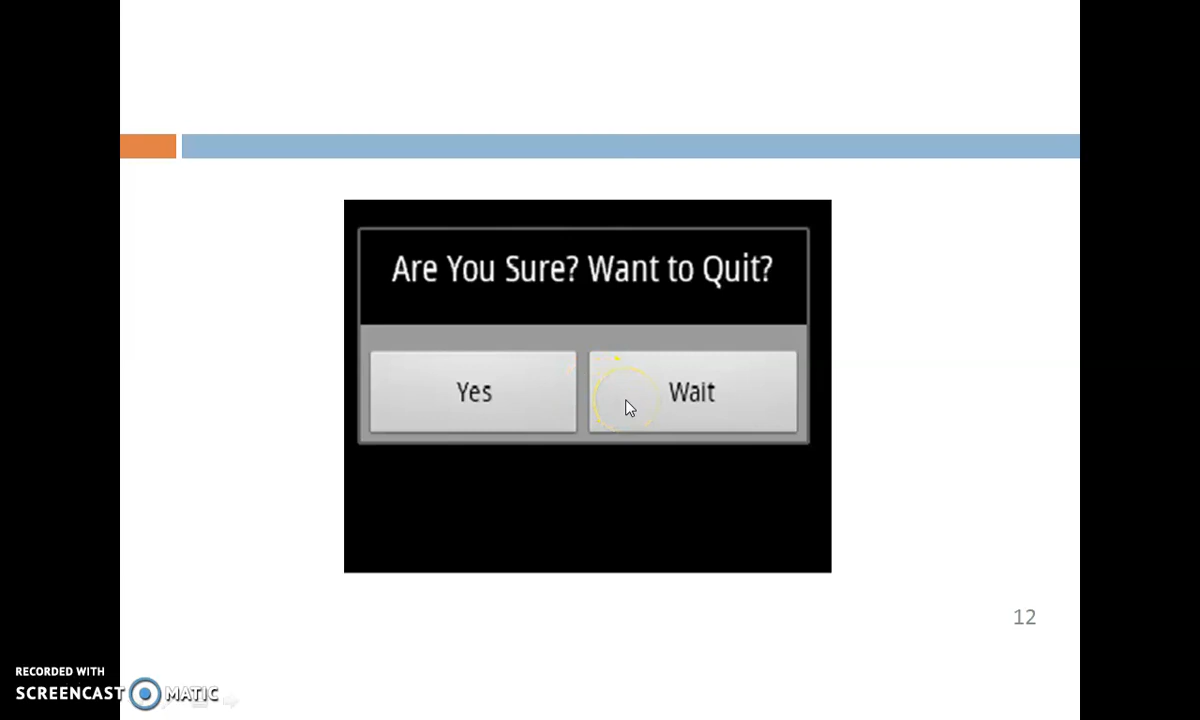 Are You Sure? Want to Quit?
Yes
Wait
12
RECORDED WITH
SCREENCAST MATIC